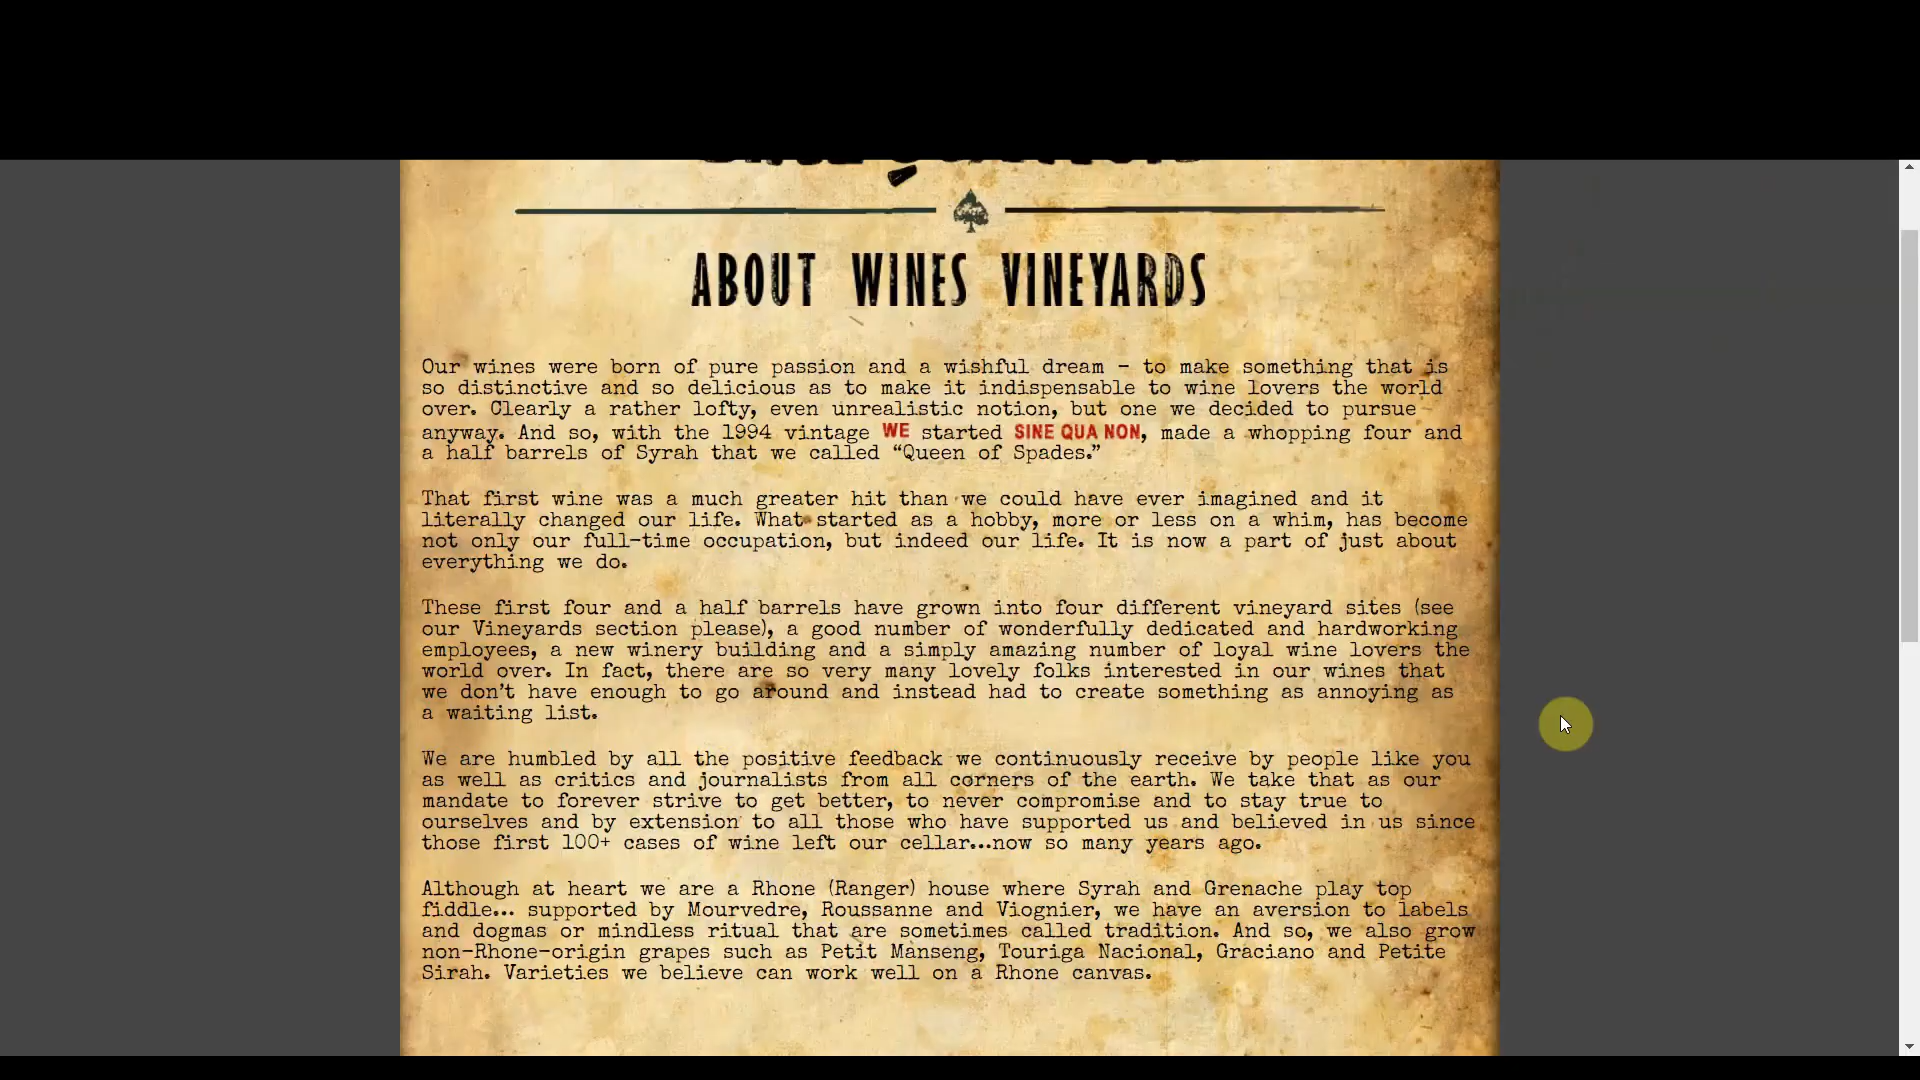 ABOUT WINES VINEYARDS
Our wines were born of pure passion and a wishful dream – to make something that is
so distinctive and so delicious as to make it indispensable to wine lovers the world
over. Clearly a rather lofty, even unrealistic notion, but one we decided to pursue
anyway. And so, with the 1994 vintage WE started SINE QUA NON, made a whopping four and
a half barrels of Syrah that we called “Queen of Spades.”
That first wine was a much greater hit than we could have ever imagined and it
literally changed our life. What started as a hobby, more or less on a whim, has become
not only our full-time occupation, but indeed our life. It is now a part of just about
everything we do.
These first four and a half barrels have grown into four different vineyard sites (see
our Vineyards section please), a good number of wonderfully dedicated and hardworking
employees, a new winery building and a simply amazing number of loyal wine lovers the
world over. In fact, there are so very many lovely folks interested in our wines that
we don’t have enough to go around and instead had to create something as annoying as
a waiting list.
We are humbled by all the positive feedback we continuously receive by people like you
as well as critics and journalists from all corners of the earth. We take that as our
mandate to forever strive to get better, to never compromise and to stay true to
ourselves and by extension to all those who have supported us and believed in us since
those first 100+ cases of wine left our cellar...now so many years ago.
Although at heart we are a Rhone (Ranger) house where Syrah and Grenache play top
fiddle... supported by Mourvedre, Roussanne and Viognier, we have an aversion to labels
and dogmas or mindless ritual that are sometimes called tradition. And so, we also grow
non-Rhone-origin grapes such as Petit Manseng, Touriga Nacional, Graciano and Petite
Sirah. Varieties we believe can work well on a Rhone canvas.